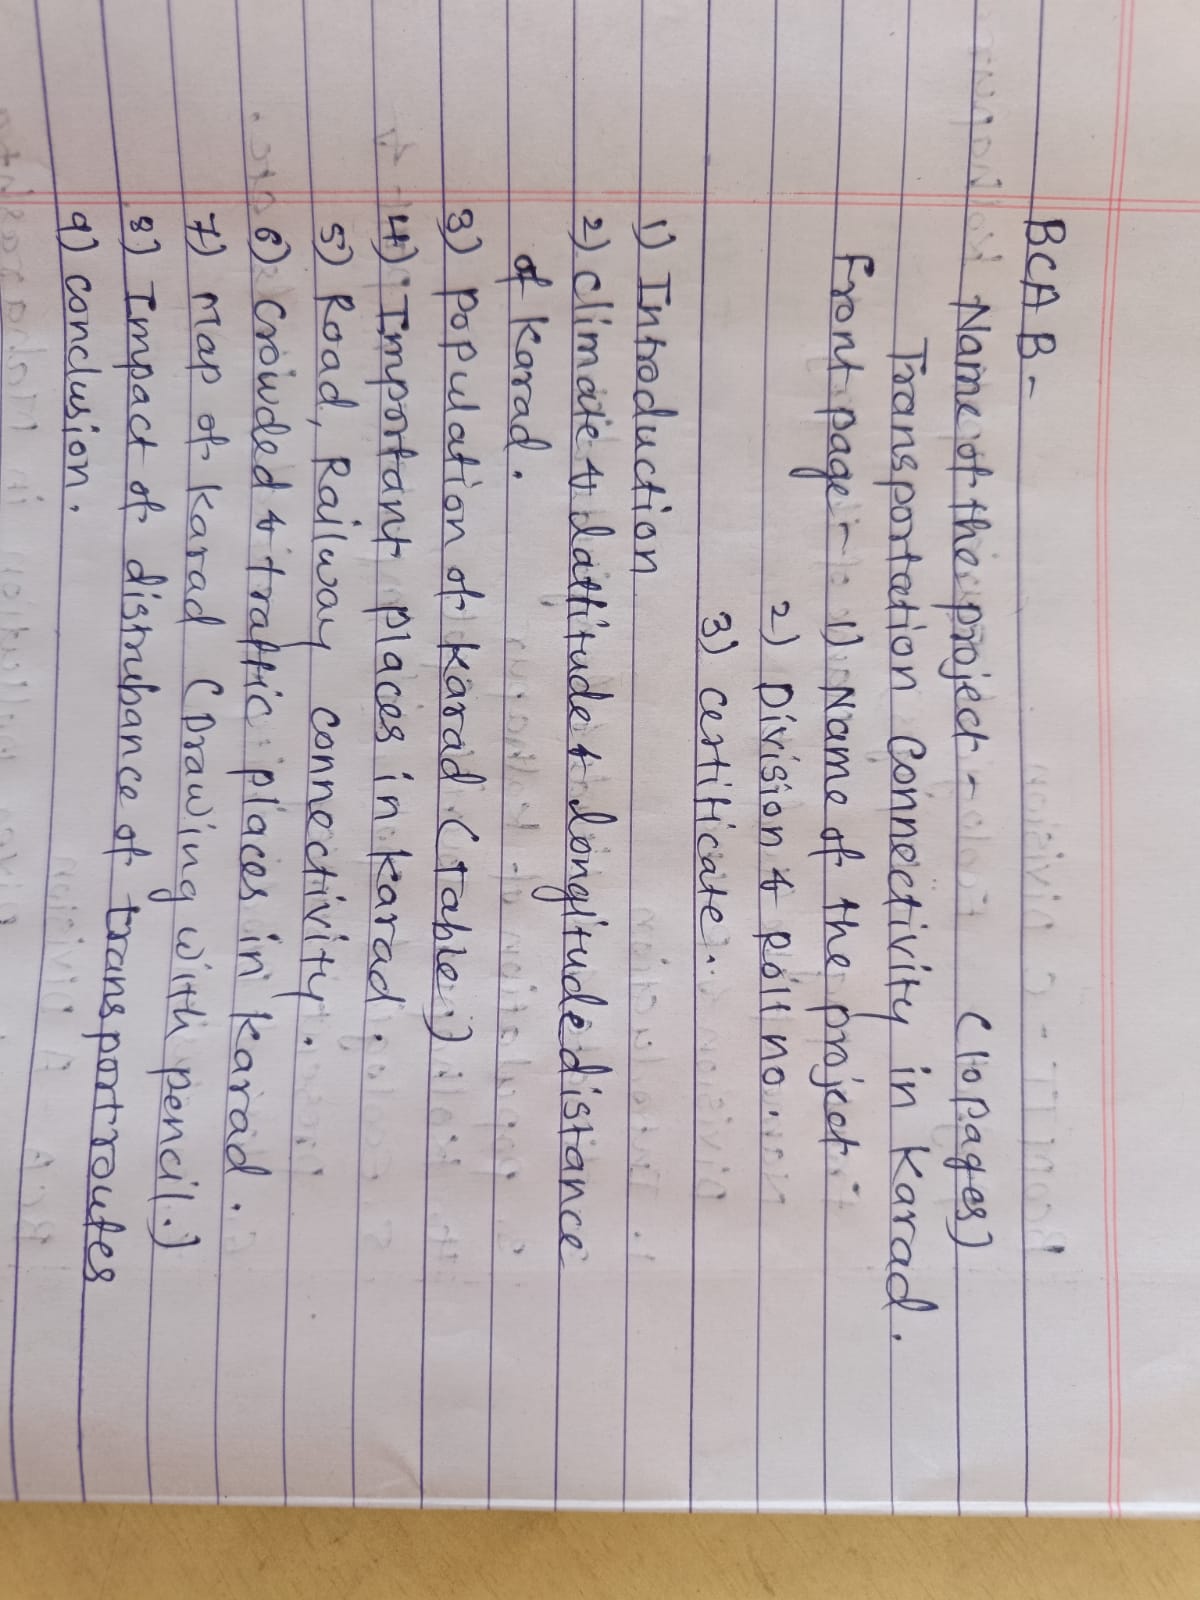 BCA B -
Name of the project - (10 pages)
Transportation Connectivity in Karad.
Front page - 1) Name of the project -
2) Division & Roll no.
3) certificate.
1) Introduction
2) climate & lattitude & longitude distance
of Karad.
3) population of Karad (table.)
4) Important places in karad.
5) Road, Railway connectivity.
6) Crowded & traffic places in Karad.
7) Map of Karad (Drawing with pencil.)
8) Impact of distrubance of transport routes
9) conclusion.